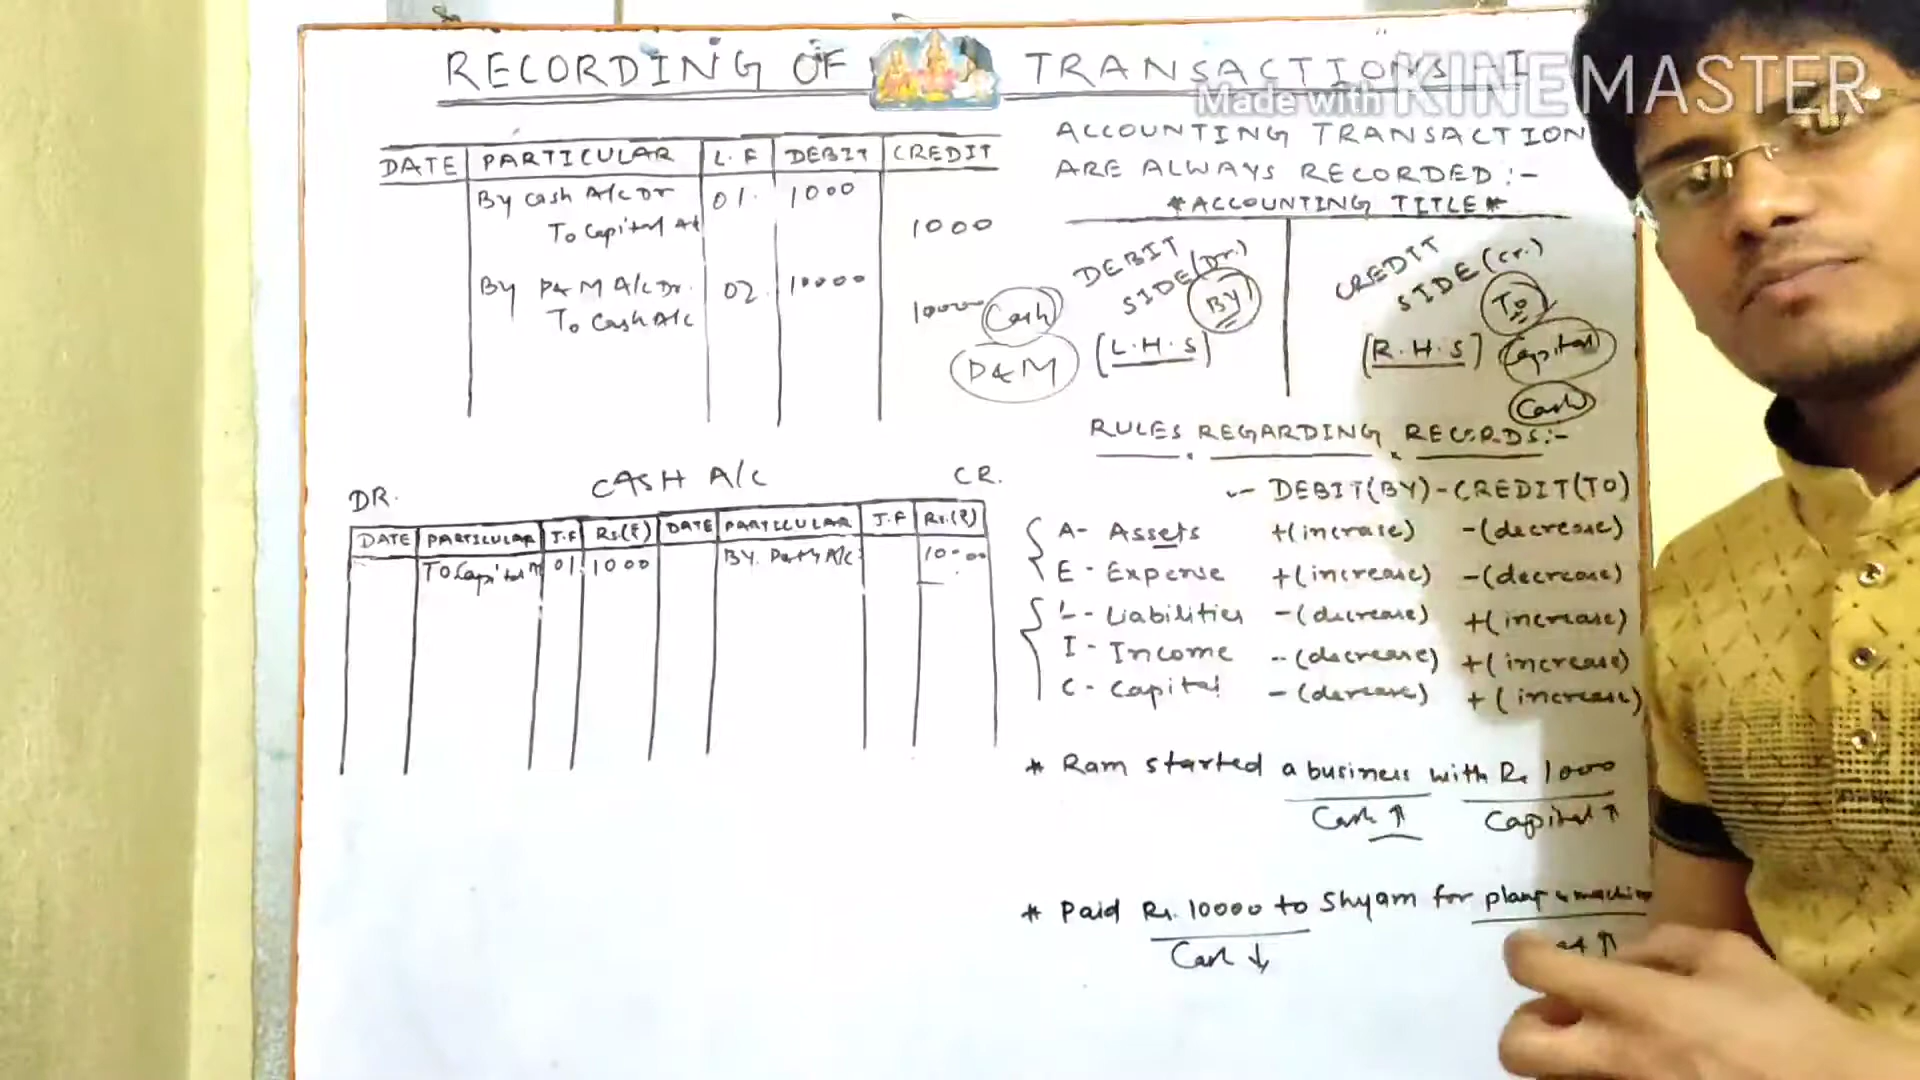 RECORDING OF TRANSACTIONS-I
Made with KINEMASTER
DATE PARTICULAR L.F DEBIT CREDIT
By cash A/c Dr 01. 1000
To Capital A/c 1000
By P&M A/c Dr. 02. 10000
To Cash A/c 10000
ACCOUNTING TRANSACTION
ARE ALWAYS RECORDED :-
*ACCOUNTING TITLE*
DEBIT SIDE (Dr.)
By
[L.H.S]
Cash
P&M
CREDIT SIDE (Cr.)
To
[R.H.S]
Capital
Cash
DR. CASH A/C CR.
DATE PARTICULAR J.F Rs.(₹) DATE PARTICULAR J.F Rs.(₹)
To Capital 01. 1000 BY. A/c 10000
RULES REGARDING RECORDS:-
DEBIT(BY) - CREDIT(TO)
A- Assets +(incrase) -(decrease)
E- Expense +(increase) -(decrease)
L- Liabilities -(decrease) +(increase)
I- Income -(decrease) +(increase)
C- Capital -(decrease) +(increase)
* Ram started a business with Rs 1000
Cash ↑ Capital ↑
* Paid Rs. 10000 to Shyam for plant & machine
Cash ↓